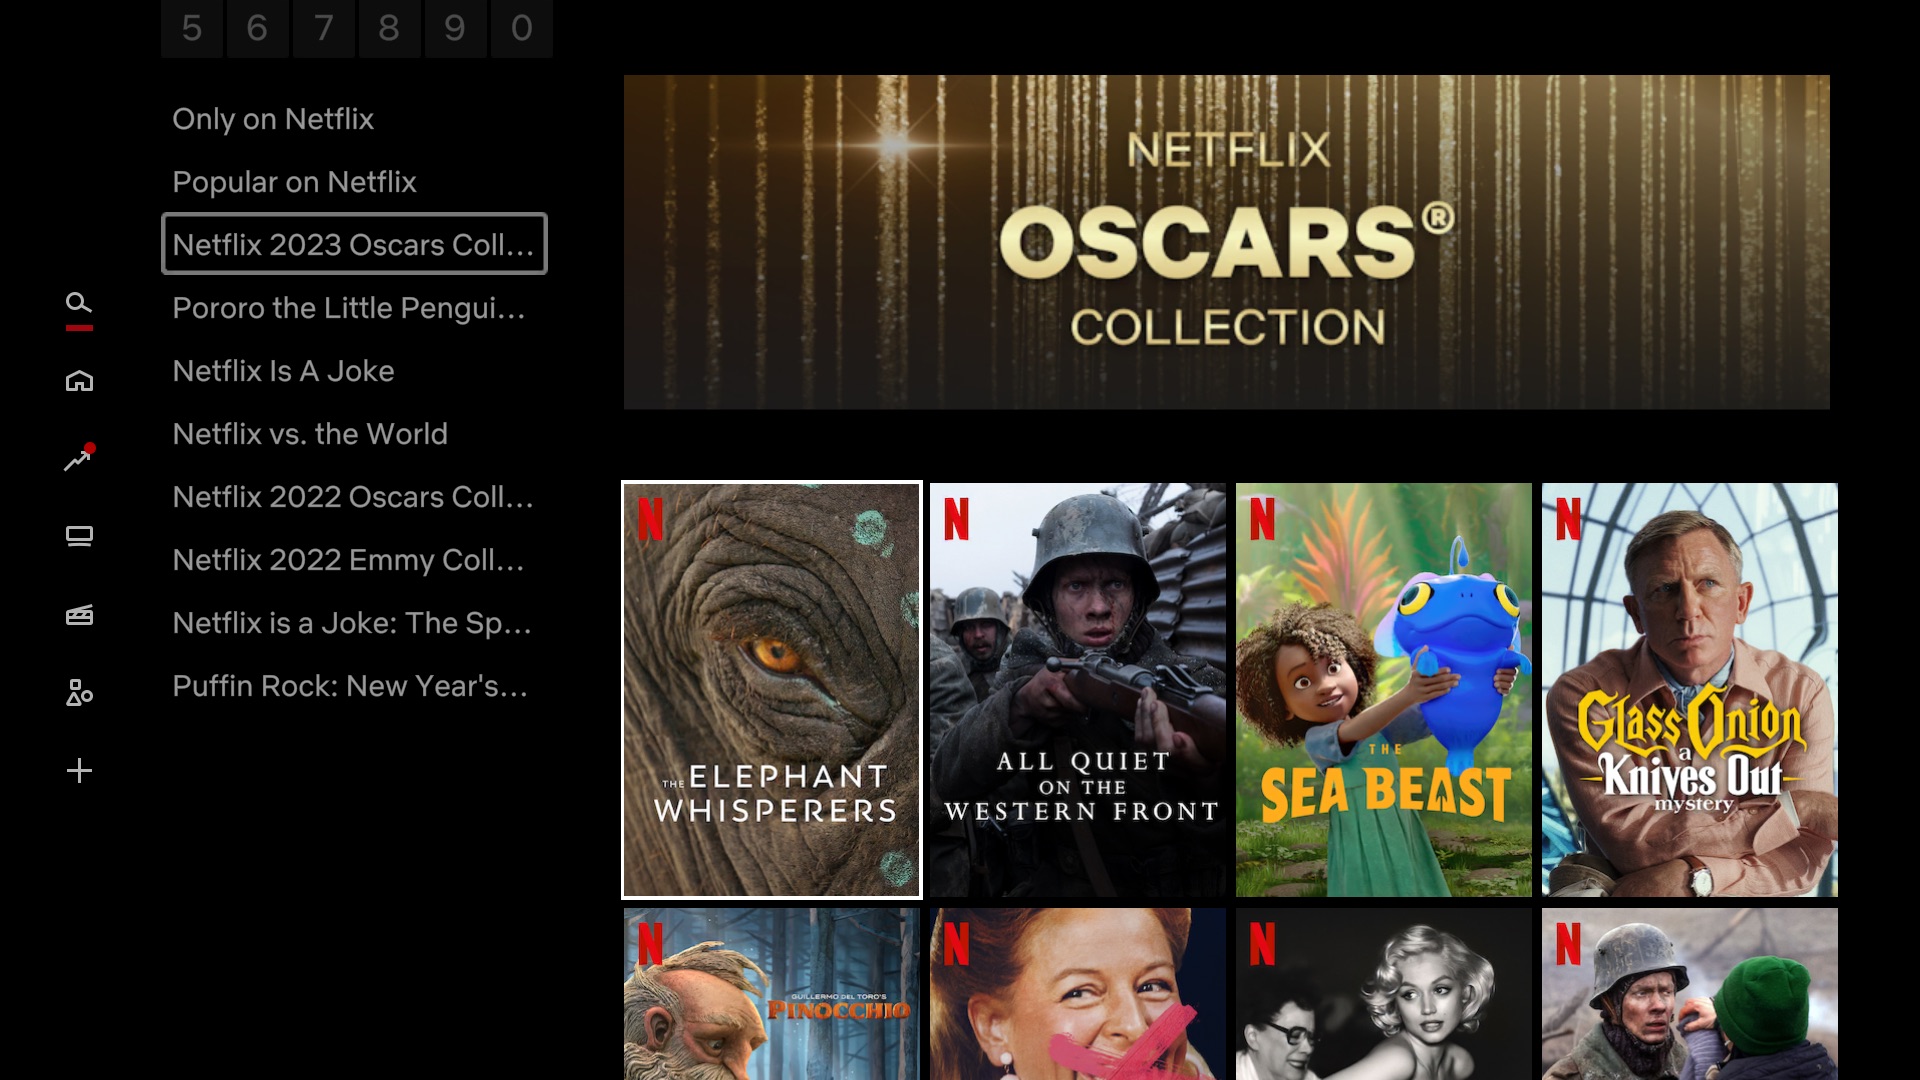 5 6 7 8 9 0
Only on Netflix
Popular on Netflix
Netflix 2023 Oscars Coll...
Pororo the Little Pengui...
Netflix Is A Joke
Netflix vs. the World
Netflix 2022 Oscars Coll...
Netflix 2022 Emmy Coll...
Netflix is a Joke: The Sp...
Puffin Rock: New Year's...
NETFLIX
OSCARS®
COLLECTION
N
THE ELEPHANT
WHISPERERS
N
ALL QUIET
ON THE
WESTERN FRONT
N
THE
SEA BEAST
N
Glass Onion
a
Knives Out
mystery
N
GUILLERMO DEL TORO'S
PINOCCHIO
N
N
N